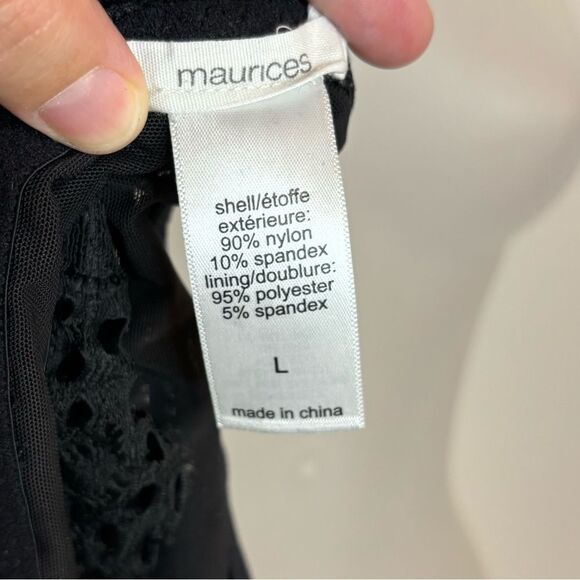 maurices
shell/étoffe
extérieure:
90% nylon
10% spandex
lining/doublure:
95% polyester
5% spandex
L
made in china